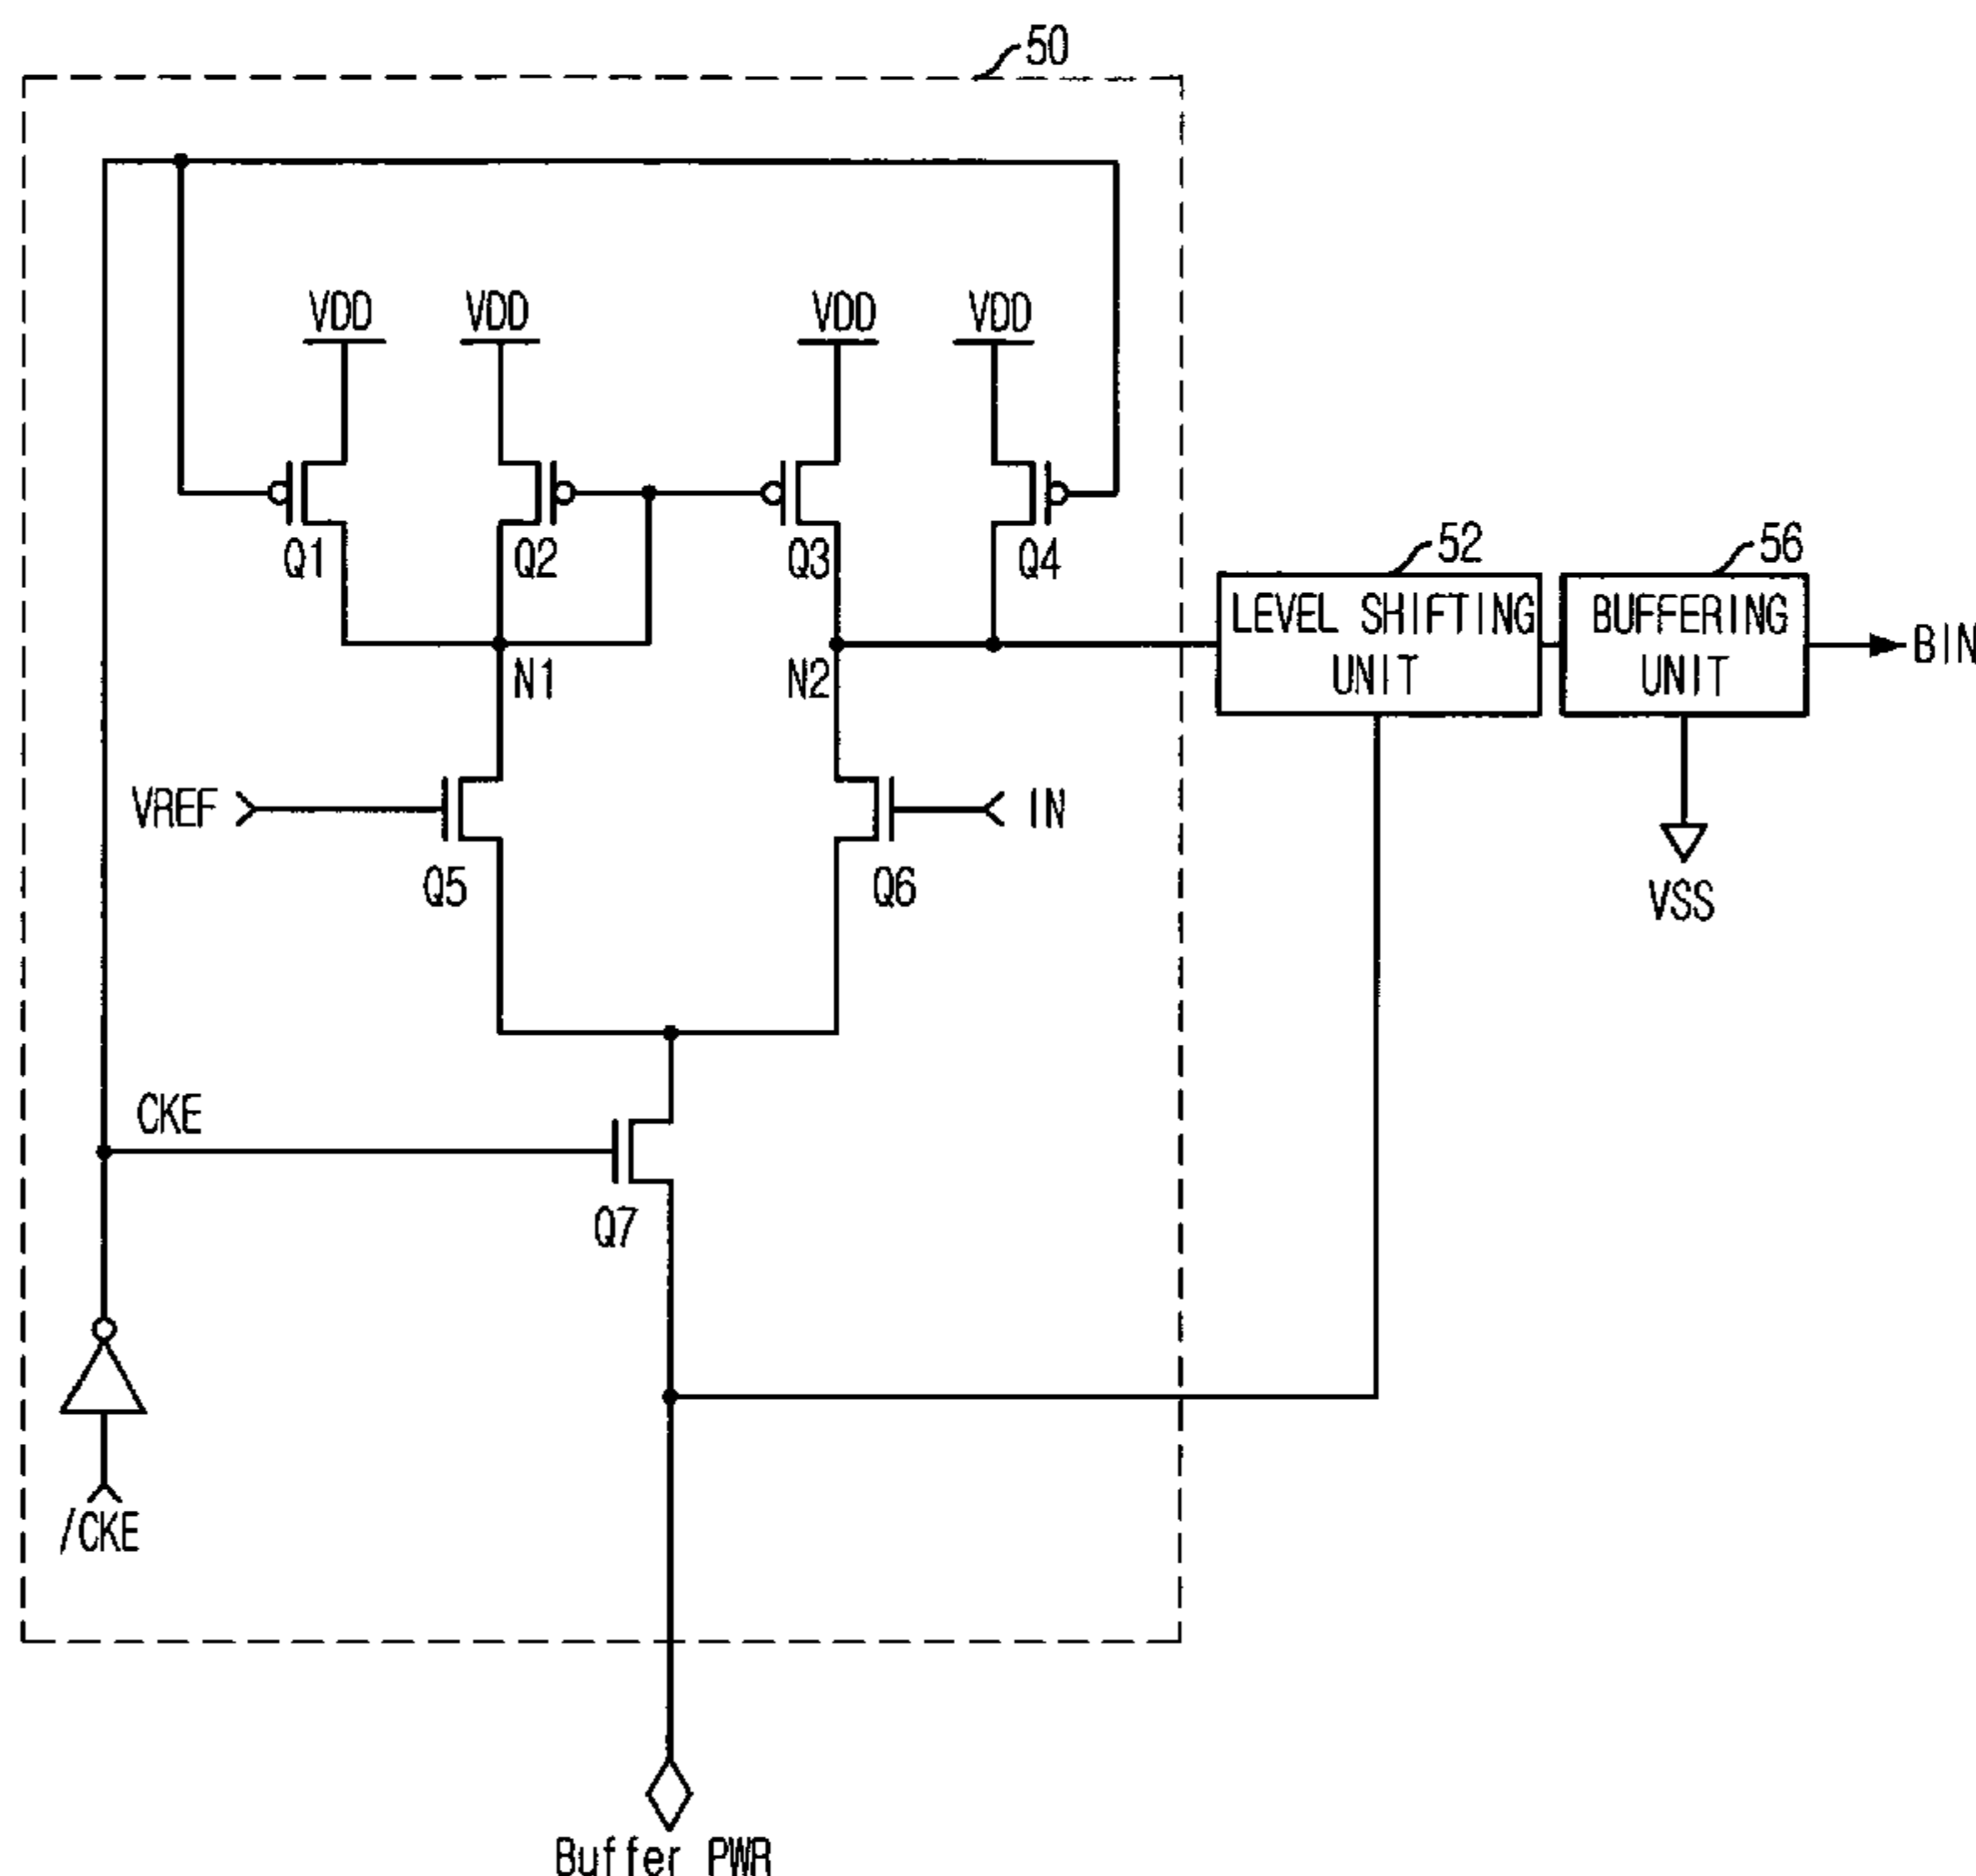 50
VDD
VDD
VDD
VDD
Q1
Q2
Q3
Q4
52
56
LEVEL SHIFTING
UNIT
BUFFERING
UNIT
BIN
N1
N2
VREF
IN
Q5
Q6
VSS
CKE
Q7
/CKE
Buffer PWR